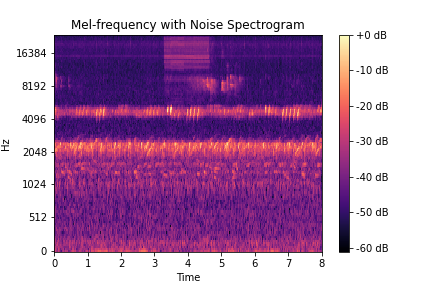 Mel-frequency with Noise Spectrogram
16384
8192
4096
2048
1024
512
0
Hz
0 1 2 3 4 5 6 7 8
Time
+0 dB
-10 dB
-20 dB
-30 dB
-40 dB
-50 dB
-60 dB